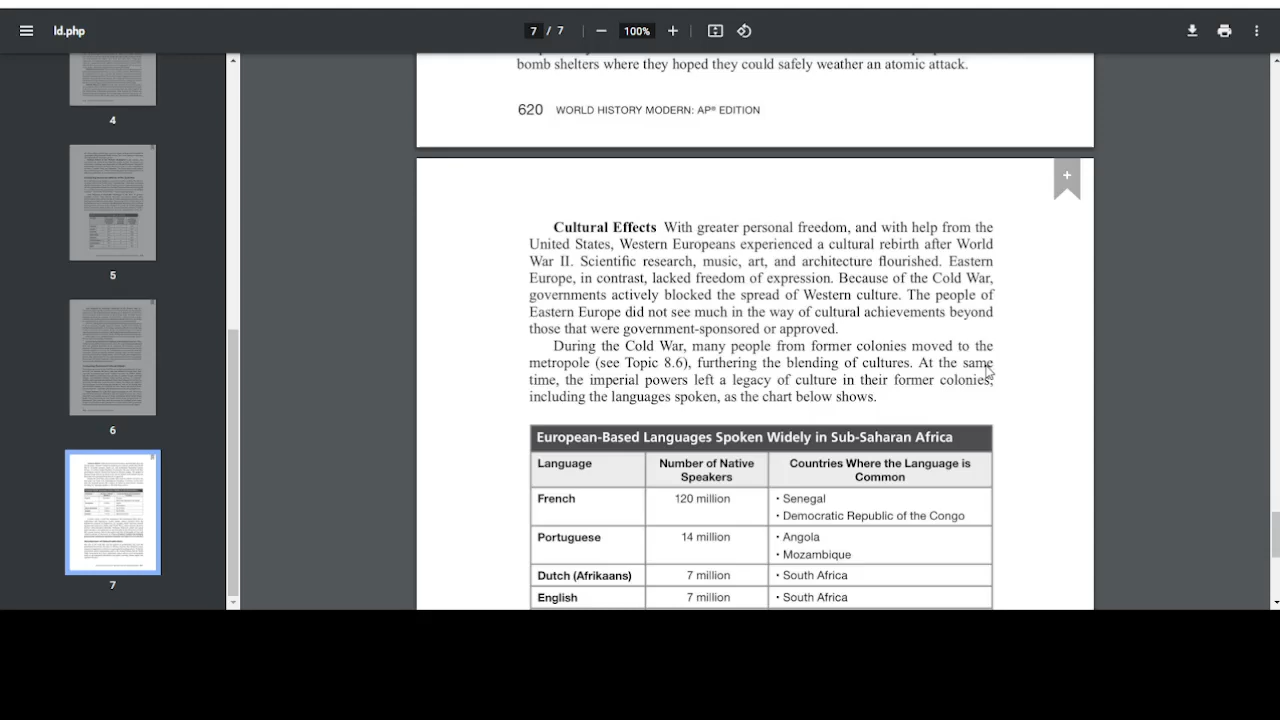 ld.php
7 / 7
100%
4
5
6
7
bomb shelters where they hoped they could safely weather an atomic attack.
620 WORLD HISTORY MODERN: AP® EDITION
Cultural Effects With greater personal freedom, and with help from the
United States, Western Europeans experienced a cultural rebirth after World
War II. Scientific research, music, art, and architecture flourished. Eastern
Europe, in contrast, lacked freedom of expression. Because of the Cold War,
governments actively blocked the spread of Western culture. The people of
Eastern Europe did not see much in the way of cultural achievements beyond
those that were government-sponsored or approved.
During the Cold War, many people from former colonies moved to the
metropole (see Topic 8.6), furthering the blending of cultures. At the same
time, the imperial powers left a legacy of culture in their former colonies,
including the languages spoken, as the chart below shows.
European-Based Languages Spoken Widely in Sub-Saharan Africa
Language
Number of Native
Speakers
Countries Where the Language is
Common
French
120 million
• Senegal
• Democratic Republic of the Congo
Portuguese
14 million
• Angola
• Mozambique
Dutch (Afrikaans)
7 million
• South Africa
English
7 million
• South Africa